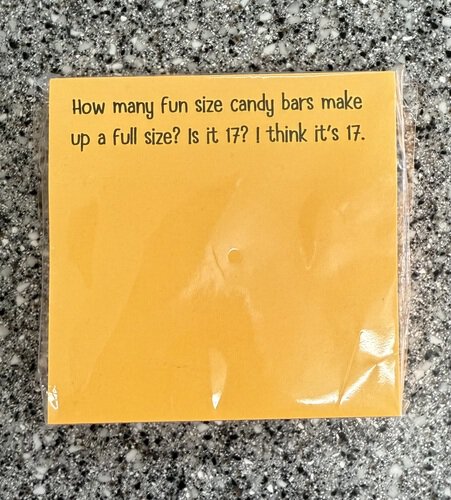 How many fun size candy bars make
up a full size? Is it 17? I think it's 17.